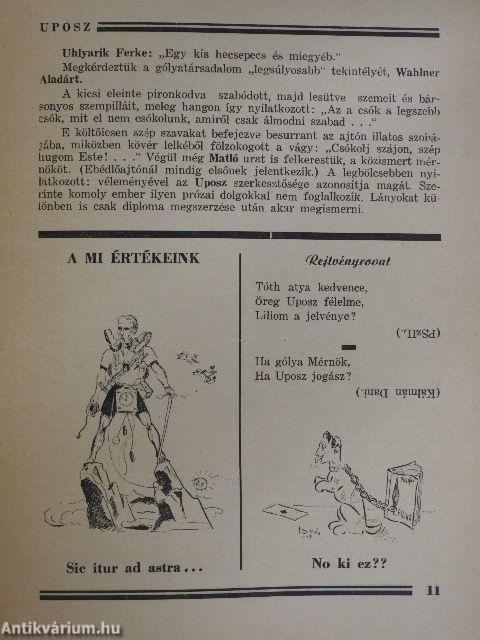 UPOSZ
Uhlyarik Ferke: „Egy kis hecsepecs és miegyéb."
Megkérdeztük a gólyatársadalom „legsúlyosabb" tekintélyét, Wahlner
Aladárt.
A kicsi eleinte pironkodva szabódott, majd lesütve szemeit és bár-
sonyos szempilláit, meleg hangon így nyilatkozott: „Az a csók a legszebb
csók, mit el nem csókolunk, amiről csak álmodni szabad . . ."
E költőiesen szép szavakat befejezve besurrant az ajtón illatos szobá-
jába, miközben kövér lelkéből fölzokogott a vágy: „Csókolj szájon, szép
hugom Este! . . ." Végül még Matló urat is felkerestük, a közismert mér-
nököt. (Ebédlőajtónál mindig elsőnek jelentkezik.) A legbölcsebben nyi-
latkozott: véleményével az Uposz szerkesztősége azonosítja magát. Sze-
rinte komoly ember ilyen prózai dolgokkal nem foglalkozik. Lányokat kü-
lönben is csak diploma megszerzése után akar megismerni.
A MI ÉRTÉKEINK
Sic itur ad astra . . .
Rejtvényrovat
Tóth atya kedvence,
Öreg Uposz félelme,
Liliom a jelvénye?
(PSzII.)
Ha gólya Mérnök,
Ha Uposz jogász?
(Kálmán Dani.)
No ki ez??
11
Antikvárium.hu